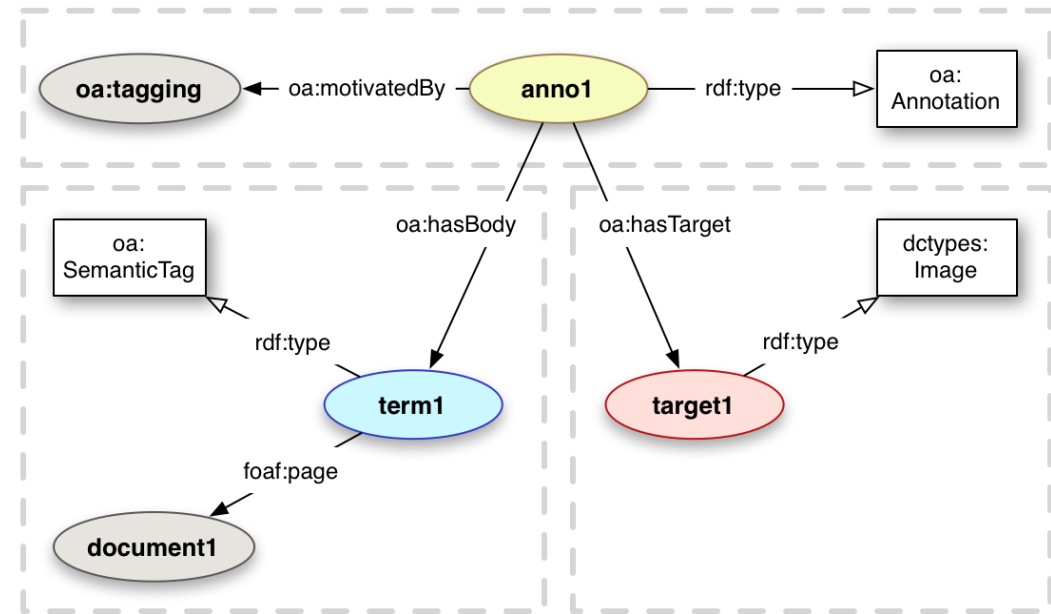 oa:tagging
oa:motivatedBy
anno1
rdf:type
oa:
Annotation
oa:hasBody
oa:hasTarget
oa:
SemanticTag
dctypes:
Image
rdf:type
rdf:type
term1
target1
foaf:page
document1